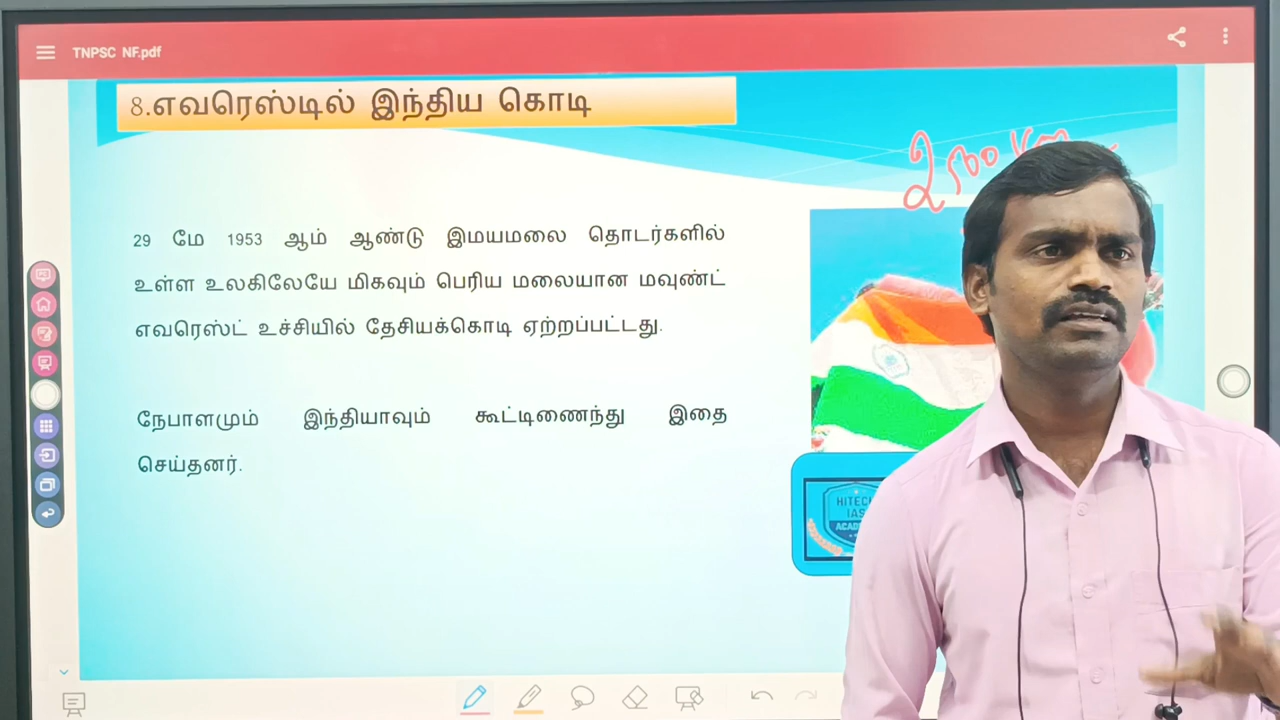 TNPSC NF.pdf
8.எவரெஸ்டில் இந்திய கொடி
29 மே 1953 ஆம் ஆண்டு இமயமலை தொடர்களில்
உள்ள உலகிலேயே மிகவும் பெரிய மலையான மவுண்ட்
எவரெஸ்ட் உச்சியில் தேசியக்கொடி ஏற்றப்பட்டது.
நேபாளமும் இந்தியாவும் கூட்டிணைந்து இதை
செய்தனர்.
HITECH
IAS